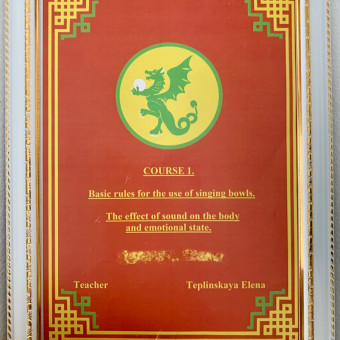 COURSE 1.
Basic rules for the use of singing bowls.
The effect of sound on the body
and emotional state.
Teacher Teplinskaya Elena